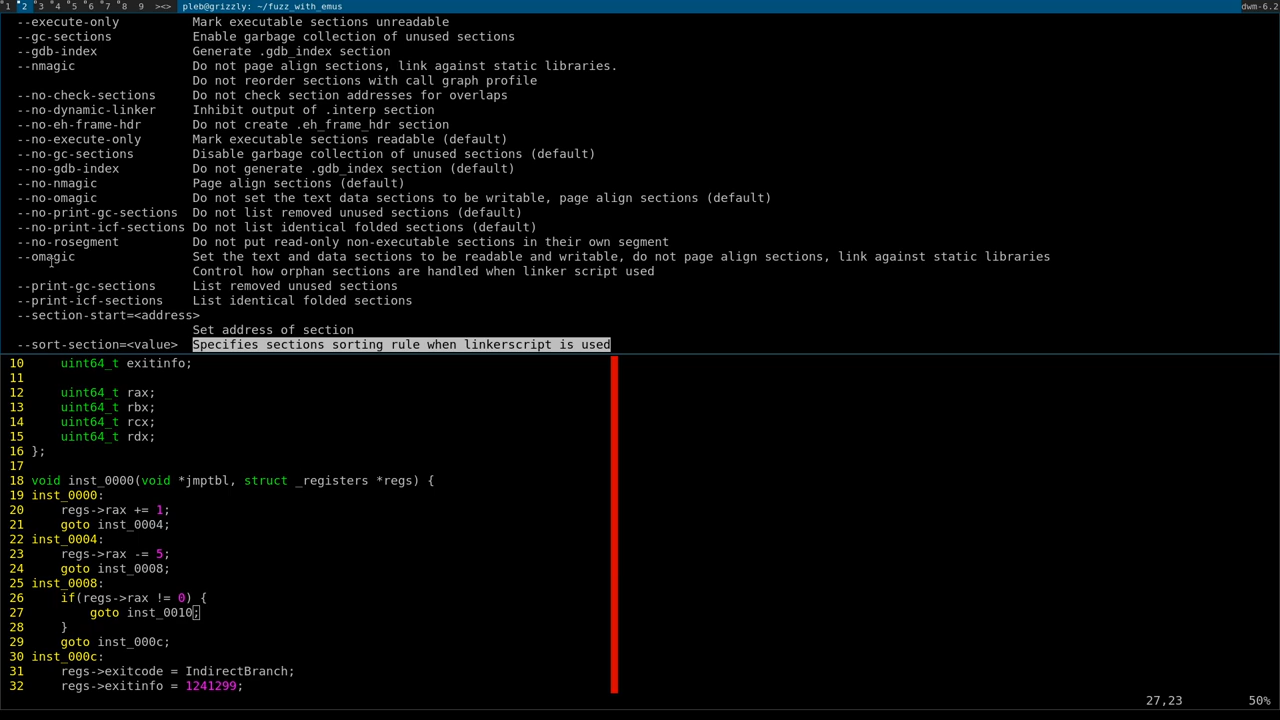 1 2 3 4 5 6 7 8 9 ><> pleb@grizzly: ~/fuzz_with_emus dwm-6.2
--execute-only Mark executable sections unreadable
--gc-sections Enable garbage collection of unused sections
--gdb-index Generate .gdb_index section
--nmagic Do not page align sections, link against static libraries.
Do not reorder sections with call graph profile
--no-check-sections Do not check section addresses for overlaps
--no-dynamic-linker Inhibit output of .interp section
--no-eh-frame-hdr Do not create .eh_frame_hdr section
--no-execute-only Mark executable sections readable (default)
--no-gc-sections Disable garbage collection of unused sections (default)
--no-gdb-index Do not generate .gdb_index section (default)
--no-nmagic Page align sections (default)
--no-omagic Do not set the text data sections to be writable, page align sections (default)
--no-print-gc-sections Do not list removed unused sections (default)
--no-print-icf-sections Do not list identical folded sections (default)
--no-rosegment Do not put read-only non-executable sections in their own segment
--omagic Set the text and data sections to be readable and writable, do not page align sections, link against static libraries
Control how orphan sections are handled when linker script used
--print-gc-sections List removed unused sections
--print-icf-sections List identical folded sections
--section-start=<address>
Set address of section
--sort-section=<value> Specifies sections sorting rule when linkerscript is used
10 uint64_t exitinfo;
11
12 uint64_t rax;
13 uint64_t rbx;
14 uint64_t rcx;
15 uint64_t rdx;
16 };
17
18 void inst_0000(void *jmptbl, struct _registers *regs) {
19 inst_0000:
20 regs->rax += 1;
21 goto inst_0004;
22 inst_0004:
23 regs->rax -= 5;
24 goto inst_0008;
25 inst_0008:
26 if(regs->rax != 0) {
27 goto inst_0010;
28 }
29 goto inst_000c;
30 inst_000c:
31 regs->exitcode = IndirectBranch;
32 regs->exitinfo = 1241299;
27,23 50%